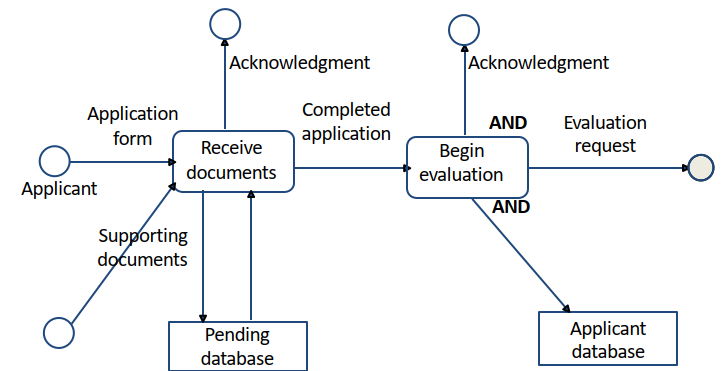 Acknowledgment
Acknowledgment
Application
form
Completed
application
AND
Evaluation
request
Receive
documents
Begin
evaluation
Applicant
AND
Supporting
documents
Pending
database
Applicant
database